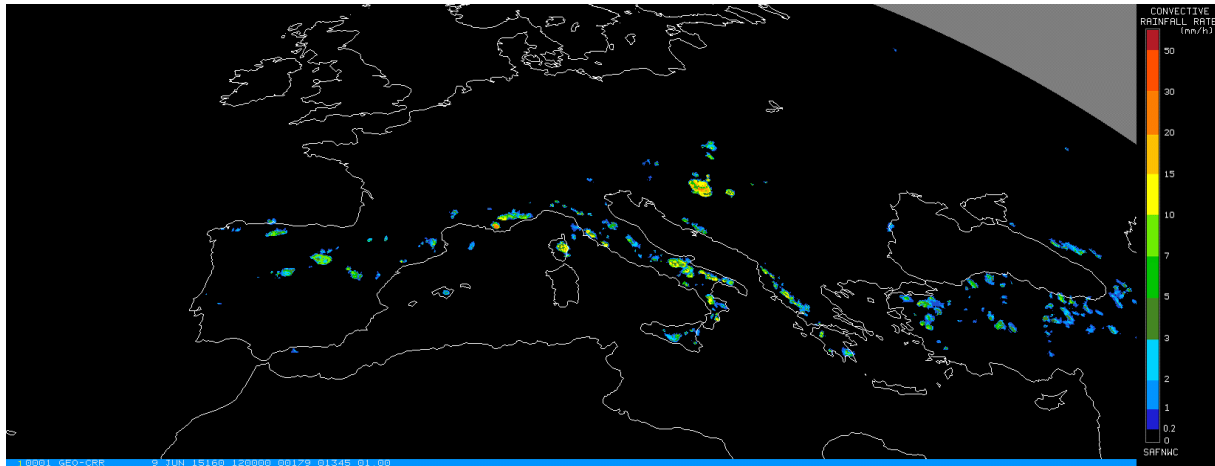 CONVECTIVE
RAINFALL RATE
(mm/h)
50
30
20
15
10
7
5
3
2
1
0.2
0
SAFNWC
10001 GEO-CRR 9 JUN 15160 120000 00179 01345 01.00